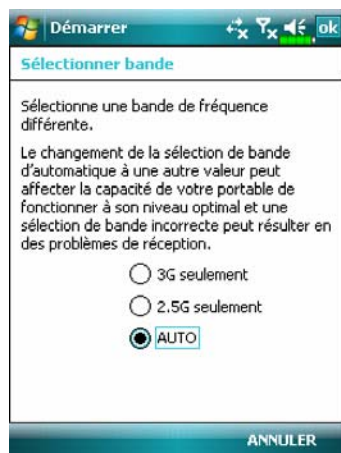 Démarrer ok
Sélectionner bande
Sélectionne une bande de fréquence
différente.
Le changement de la sélection de bande
d'automatique à une autre valeur peut
affecter la capacité de votre portable de
fonctionner à son niveau optimal et une
sélection de bande incorrecte peut résulter en
des problèmes de réception.
3G seulement
2.5G seulement
AUTO
ANNULER